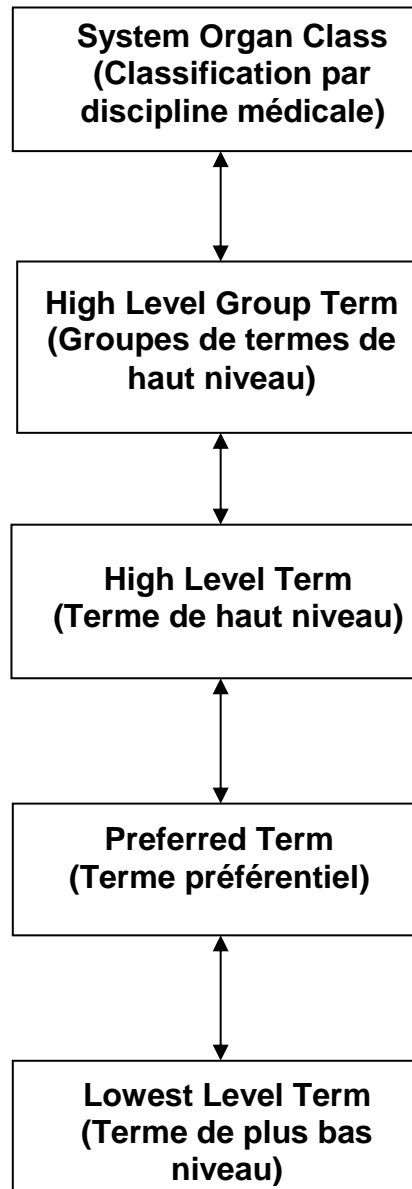 System Organ Class
(Classification par
discipline médicale)
High Level Group Term
(Groupes de termes de
haut niveau)
High Level Term
(Terme de haut niveau)
Preferred Term
(Terme préférentiel)
Lowest Level Term
(Terme de plus bas
niveau)